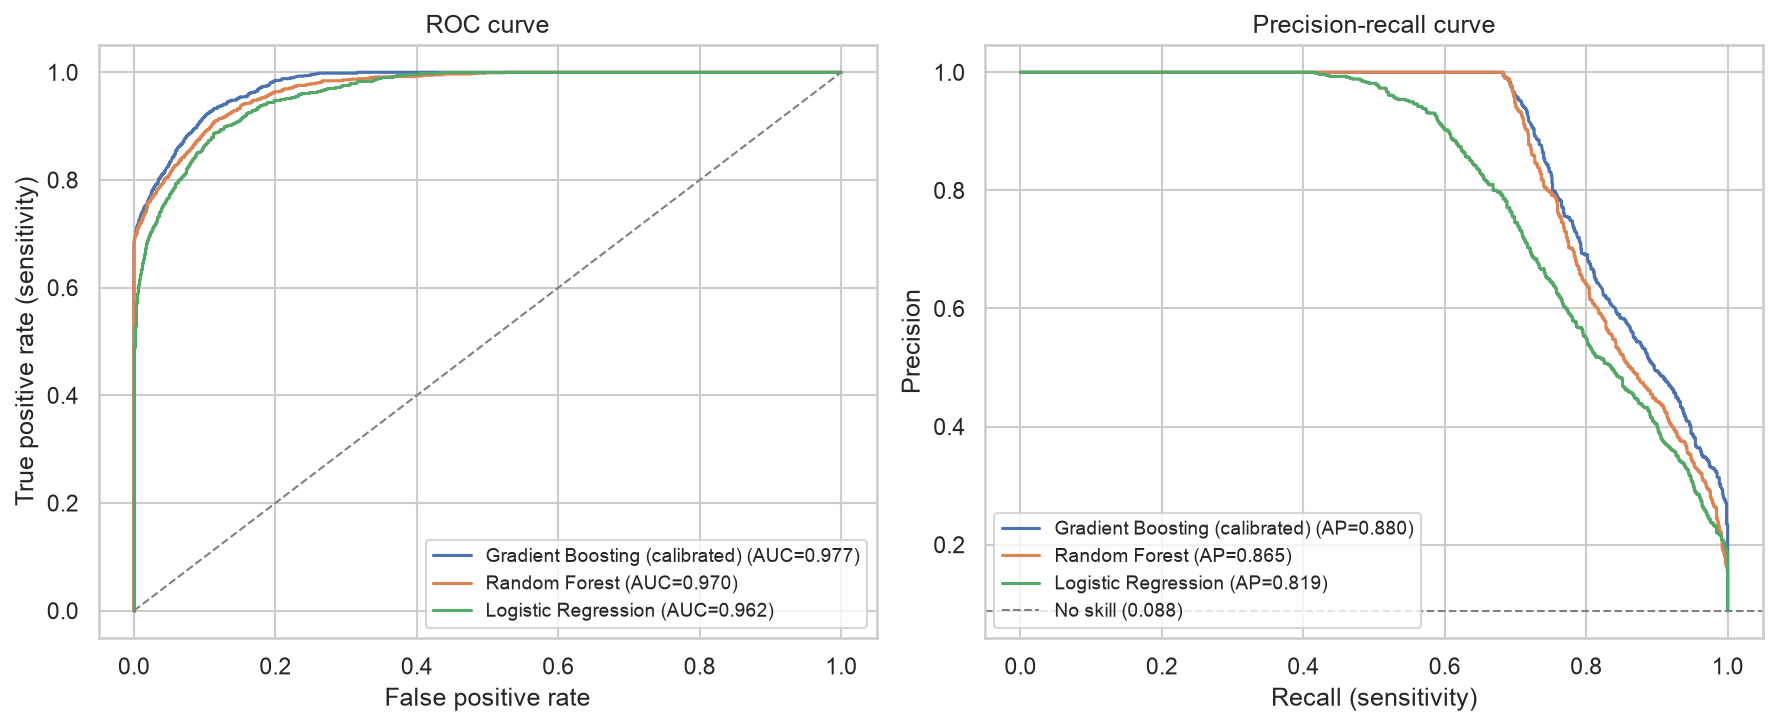 ROC curve
True positive rate (sensitivity)
1.0
0.8
0.6
0.4
0.2
0.0
Gradient Boosting (calibrated) (AUC=0.977)
Random Forest (AUC=0.970)
Logistic Regression (AUC=0.962)
0.0 0.2 0.4 0.6 0.8 1.0
False positive rate
Precision-recall curve
Precision
1.0
0.8
0.6
0.4
0.2
Gradient Boosting (calibrated) (AP=0.880)
Random Forest (AP=0.865)
Logistic Regression (AP=0.819)
No skill (0.088)
0.0 0.2 0.4 0.6 0.8 1.0
Recall (sensitivity)